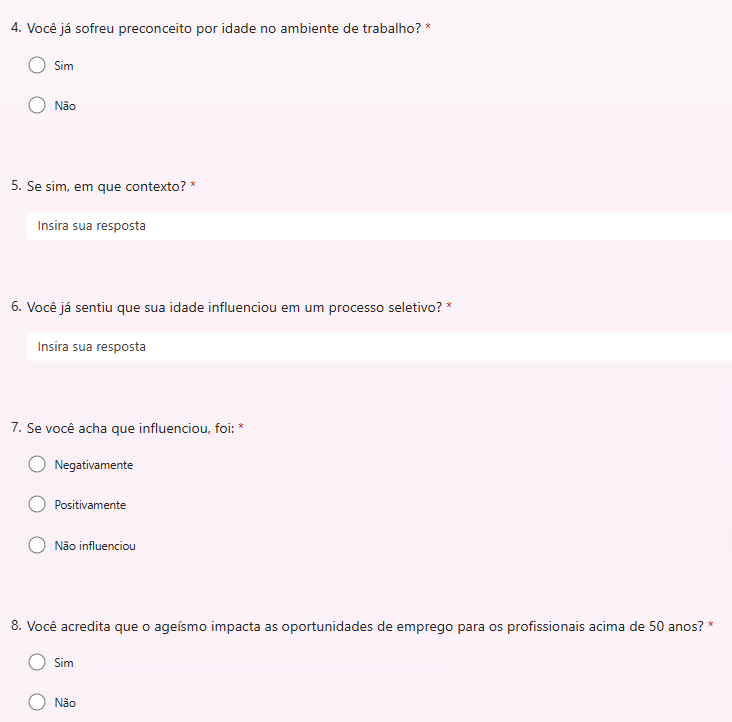 4. Você já sofreu preconceito por idade no ambiente de trabalho? *
Sim
Não
5. Se sim, em que contexto? *
Insira sua resposta
6. Você já sentiu que sua idade influenciou em um processo seletivo? *
Insira sua resposta
7. Se você acha que influenciou, foi: *
Negativamente
Positivamente
Não influenciou
8. Você acredita que o ageísmo impacta as oportunidades de emprego para os profissionais acima de 50 anos? *
Sim
Não